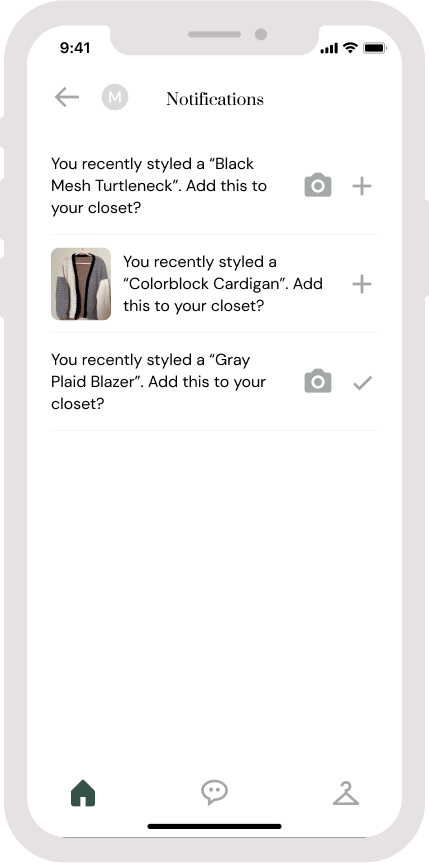 9:41
M
Notifications
You recently styled a “Black
Mesh Turtleneck”. Add this to
your closet?
You recently styled a
“Colorblock Cardigan”. Add
this to your closet?
You recently styled a “Gray
Plaid Blazer”. Add this to your
closet?